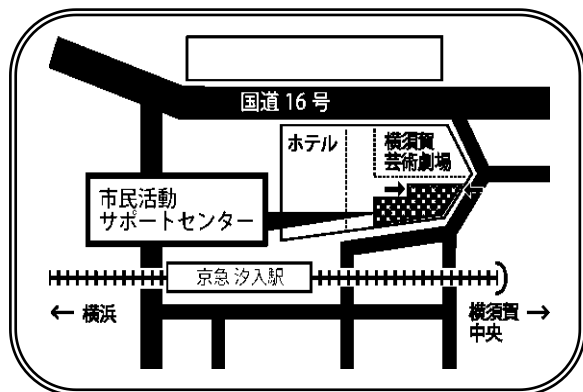 国道16号
ホテル
横須賀
芸術劇場
市民活動
サポートセンター
京急 汐入駅
← 横浜
横須賀 →
中央